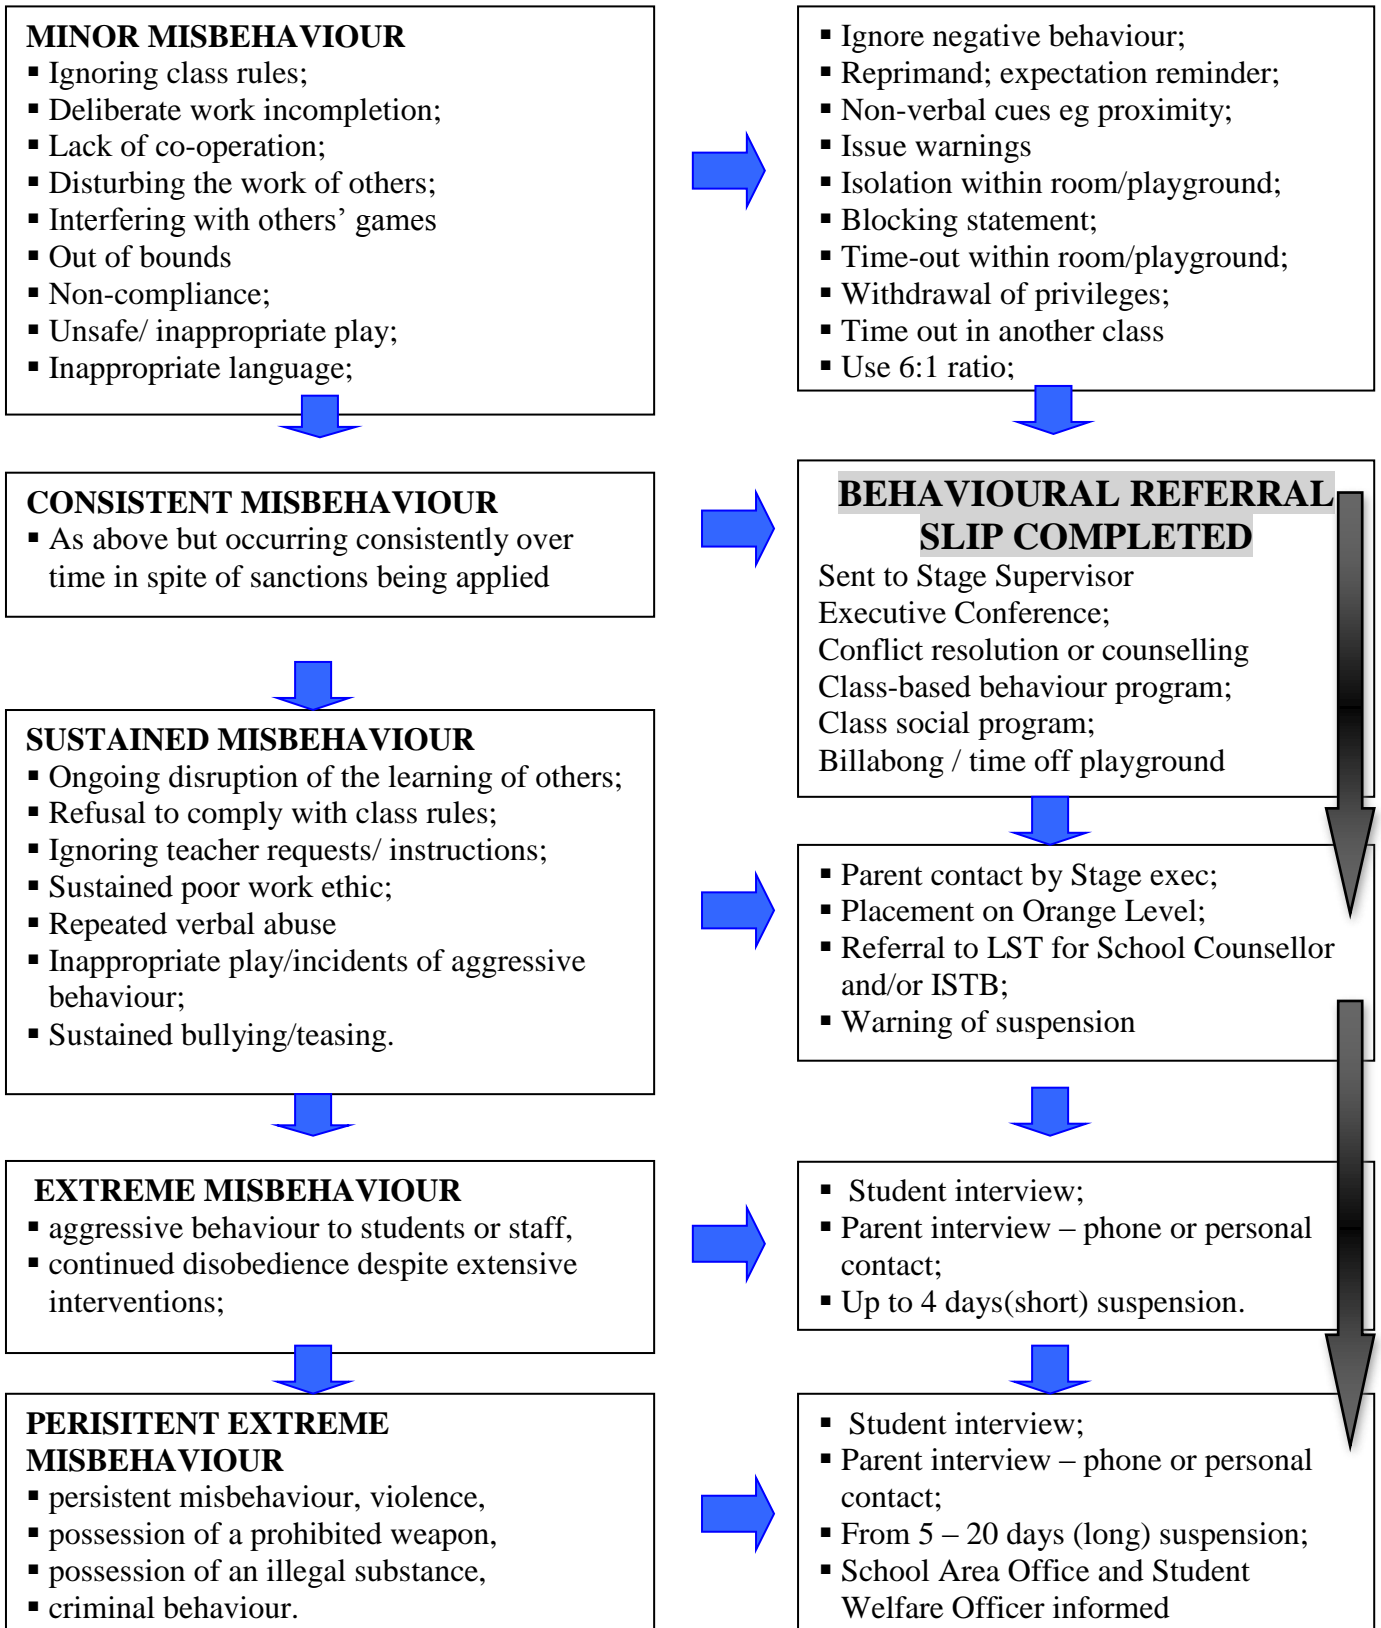 MINOR MISBEHAVIOUR
▪ Ignoring class rules;
▪ Deliberate work incompletion;
▪ Lack of co-operation;
▪ Disturbing the work of others;
▪ Interfering with others’ games
▪ Out of bounds
▪ Non-compliance;
▪ Unsafe/ inappropriate play;
▪ Inappropriate language;
▪ Ignore negative behaviour;
▪ Reprimand; expectation reminder;
▪ Non-verbal cues eg proximity;
▪ Issue warnings
▪ Isolation within room/playground;
▪ Blocking statement;
▪ Time-out within room/playground;
▪ Withdrawal of privileges;
▪ Time out in another class
▪ Use 6:1 ratio;
CONSISTENT MISBEHAVIOUR
▪ As above but occurring consistently over
time in spite of sanctions being applied
BEHAVIOURAL REFERRAL
SLIP COMPLETED
Sent to Stage Supervisor
Executive Conference;
Conflict resolution or counselling
Class-based behaviour program;
Class social program;
Billabong / time off playground
SUSTAINED MISBEHAVIOUR
▪ Ongoing disruption of the learning of others;
▪ Refusal to comply with class rules;
▪ Ignoring teacher requests/ instructions;
▪ Sustained poor work ethic;
▪ Repeated verbal abuse
▪ Inappropriate play/incidents of aggressive
behaviour;
▪ Sustained bullying/teasing.
▪ Parent contact by Stage exec;
▪ Placement on Orange Level;
▪ Referral to LST for School Counsellor
and/or ISTB;
▪ Warning of suspension
EXTREME MISBEHAVIOUR
▪ aggressive behaviour to students or staff,
▪ continued disobedience despite extensive
interventions;
▪ Student interview;
▪ Parent interview – phone or personal
contact;
▪ Up to 4 days(short) suspension.
PERISITENT EXTREME
MISBEHAVIOUR
▪ persistent misbehaviour, violence,
▪ possession of a prohibited weapon,
▪ possession of an illegal substance,
▪ criminal behaviour.
▪ Student interview;
▪ Parent interview – phone or personal
contact;
▪ From 5 – 20 days (long) suspension;
▪ School Area Office and Student
Welfare Officer informed